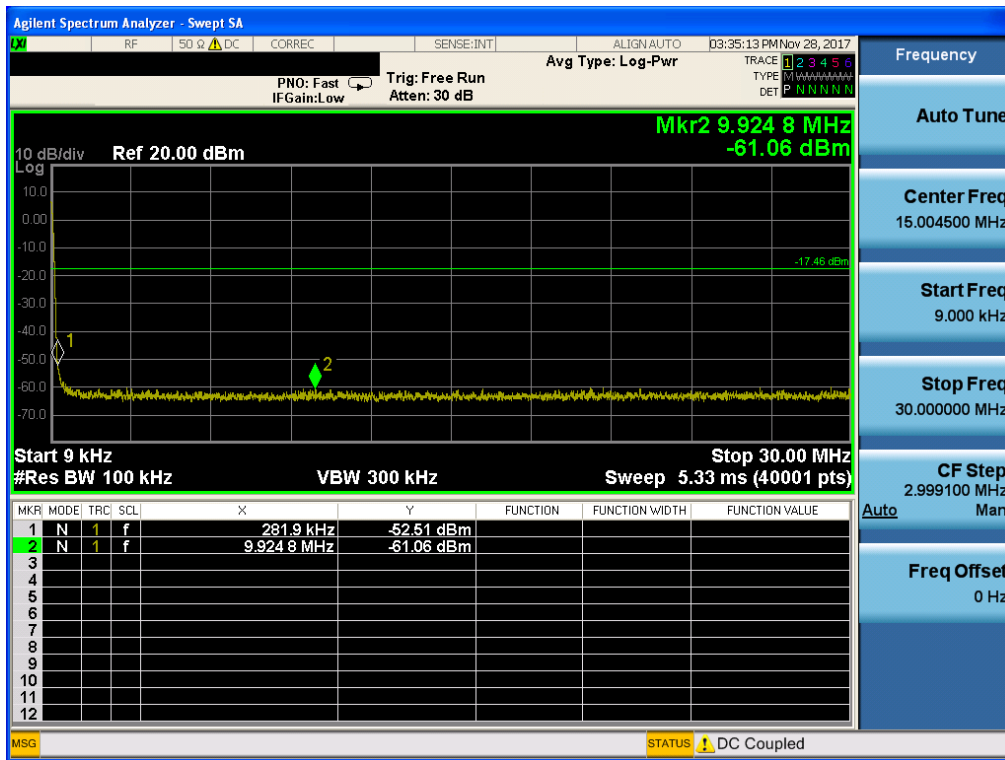 Agilent Spectrum Analyzer - Swept SA
LXI RF 50 Ω DC CORREC SENSE:INT ALIGN AUTO 03:35:13 PM Nov 28, 2017
Frequency
Avg Type: Log-Pwr TRACE 1 2 3 4 5 6
PNO: Fast Trig: Free Run TYPE M WWWWW
IFGain:Low Atten: 30 dB DET P N N N N N
Auto Tune
Mkr2 9.924 8 MHz
10 dB/div Ref 20.00 dBm -61.06 dBm
Log
10.0
0.00
-10.0
-17.46 dBm
-20.0
-30.0
-40.0
1
-50.0
2
-60.0
-70.0
Start 9 kHz Stop 30.00 MHz
#Res BW 100 kHz VBW 300 kHz Sweep 5.33 ms (40001 pts)
Center Freq
15.004500 MHz
Start Freq
9.000 kHz
Stop Freq
30.000000 MHz
CF Step
2.999100 MHz
Auto Man
Freq Offset
0 Hz
MKR MODE TRC SCL X Y FUNCTION FUNCTION WIDTH FUNCTION VALUE
1 N 1 f 281.9 kHz -52.51 dBm
2 N 1 f 9.924 8 MHz -61.06 dBm
3
4
5
6
7
8
9
10
11
12
MSG STATUS DC Coupled